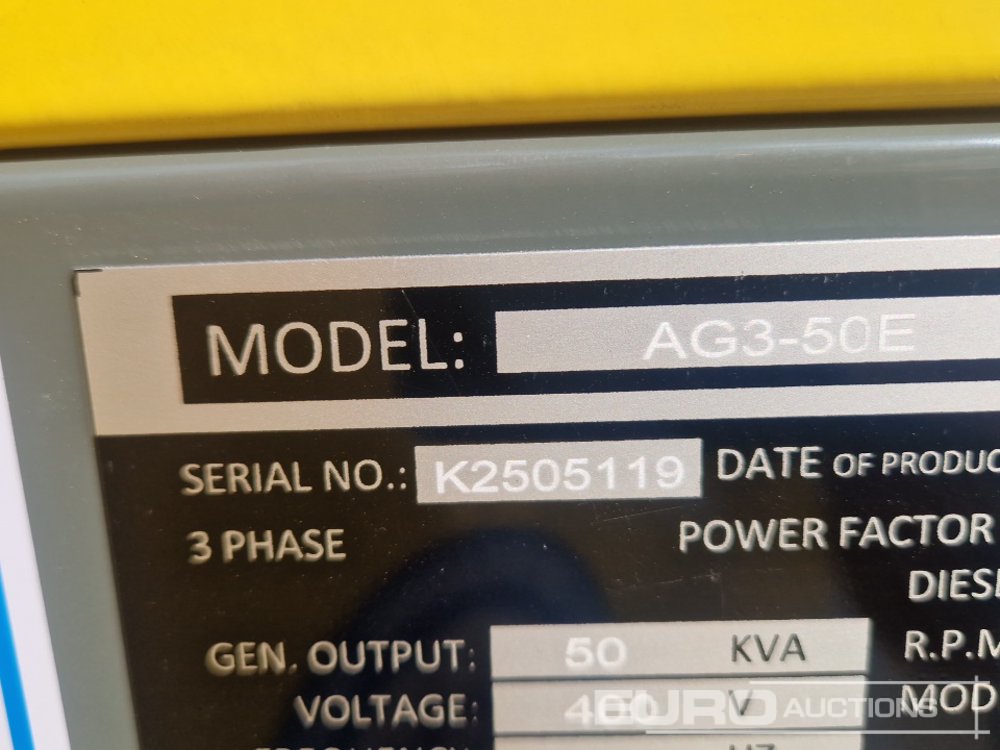 MODEL: AG3-50E
SERIAL NO.: K2505119 DATE OF PRODUC
3 PHASE POWER FACTOR
DIES
GEN. OUTPUT: 50 KVA R.P.M
VOLTAGE: V MOD
EURO AUCTIONS